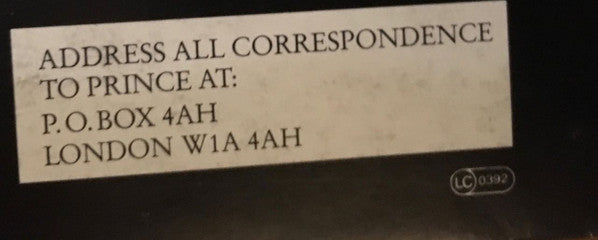 ADDRESS ALL CORRESPONDENCE
TO PRINCE AT:
P.O. BOX 4AH
LONDON W1A 4AH
LC 0392